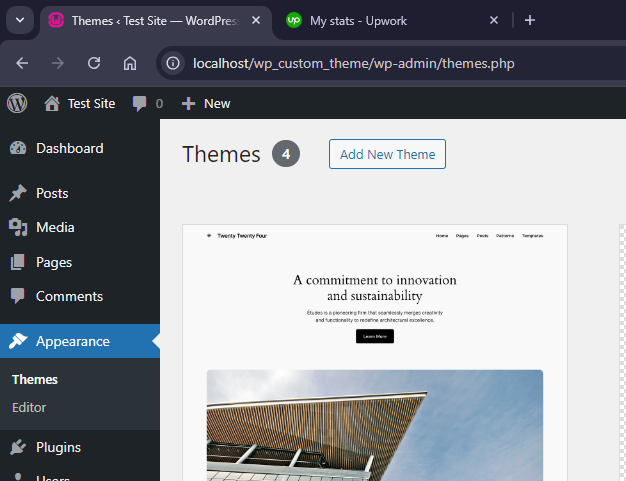 Themes ‹ Test Site — WordPres
up
My stats - Upwork
localhost/wp_custom_theme/wp-admin/themes.php
Test Site
0
New
Dashboard
Posts
Media
Pages
Comments
Appearance
Themes
Editor
Plugins
Users
Themes 4
Add New Theme
Twenty Twenty Four
Home Pages Posts Patterns Templates
A commitment to innovation
and sustainability
Études is a pioneering firm that seamlessly merges creativity
and functionality to redefine architectural excellence.
Learn More